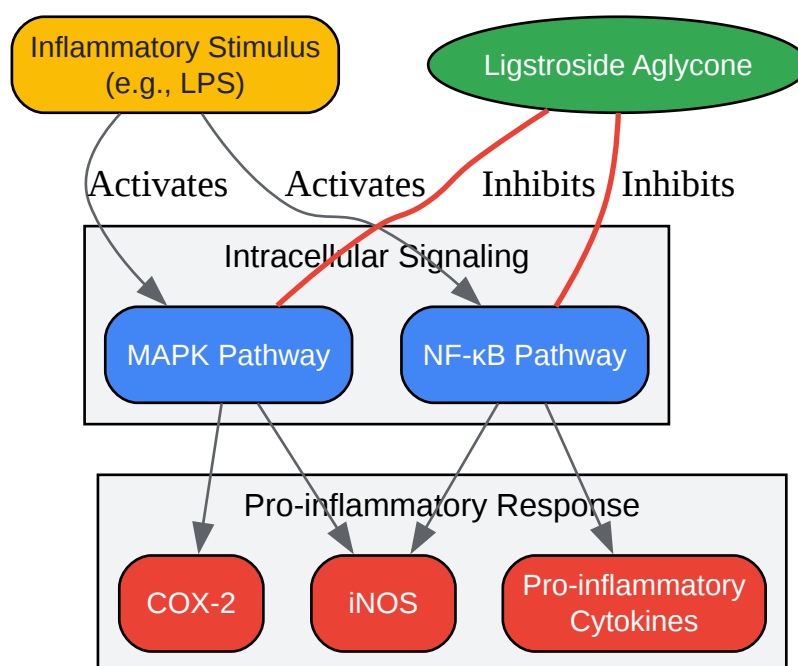 Inflammatory Stimulus
(e.g., LPS)
Ligstroside Aglycone
Activates
Activates
Inhibits
Inhibits
Intracellular Signaling
MAPK Pathway
NF-κB Pathway
Pro-inflammatory Response
COX-2
iNOS
Pro-inflammatory
Cytokines